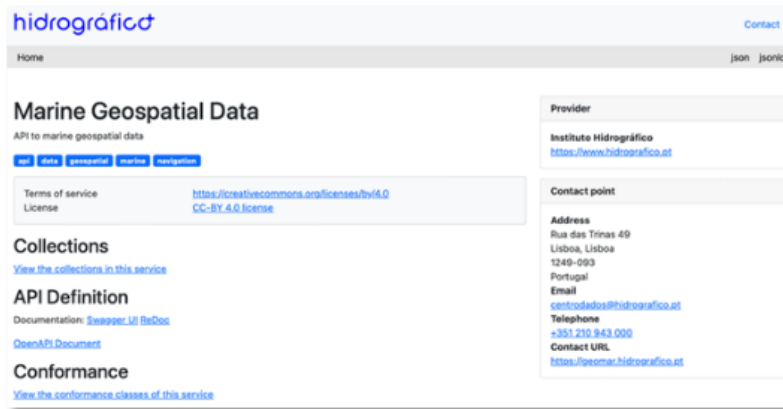 hidrográfico
Contact
Home
json jsonld
Marine Geospatial Data
API to marine geospatial data
api data geospatial marine navigation
Terms of service https://creativecommons.org/licenses/by/4.0
License CC-BY 4.0 license
Collections
View the collections in this service
API Definition
Documentation: Swagger UI ReDoc
OpenAPI Document
Conformance
View the conformance classes of this service
Provider
Instituto Hidrográfico
https://www.hidrografico.pt
Contact point
Address
Rua das Trinas 49
Lisboa, Lisboa
1249-093
Portugal
Email
centrodados@hidrografico.pt
Telephone
+351 210 943 000
Contact URL
https://geomar.hidrografico.pt